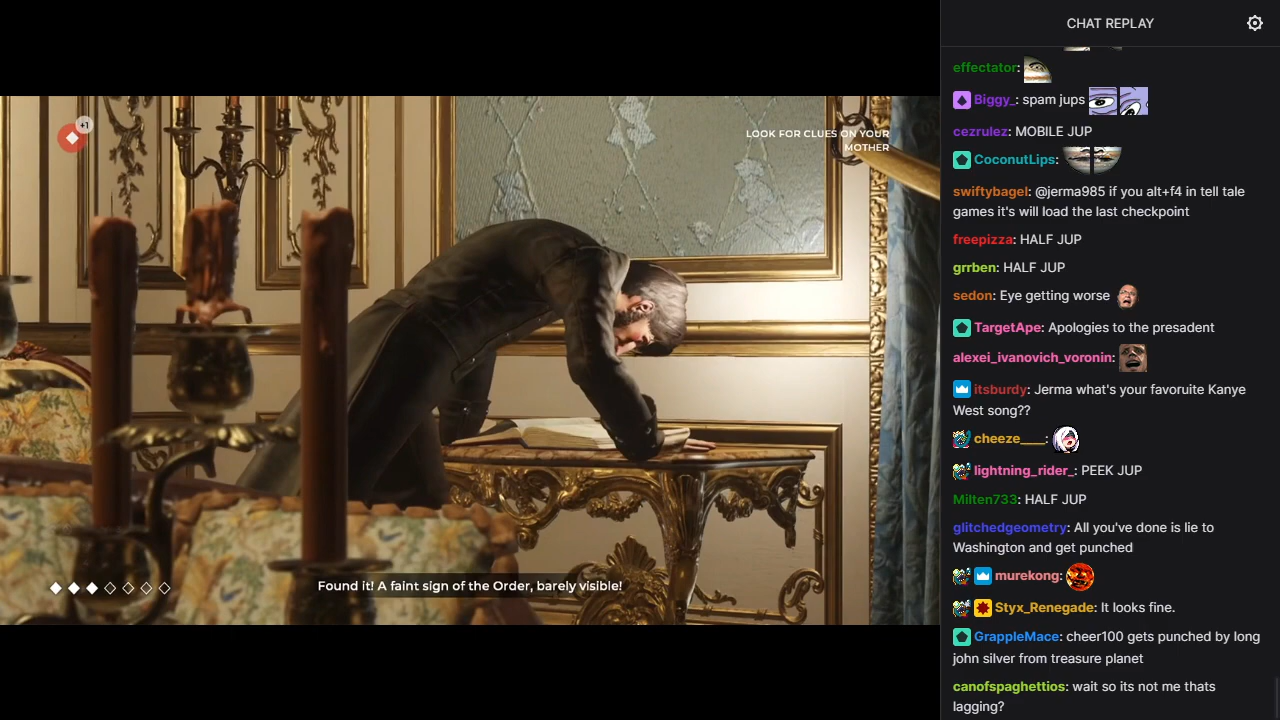 +1
LOOK FOR CLUES ON YOUR
MOTHER
Found it! A faint sign of the Order, barely visible!
CHAT REPLAY
effectator:
Biggy_: spam jups
cezrulez: MOBILE JUP
CoconutLips:
swiftybagel: @jerma985 if you alt+f4 in tell tale
games it's will load the last checkpoint
freepizza: HALF JUP
grrben: HALF JUP
sedon: Eye getting worse
TargetApe: Apologies to the presadent
alexei_ivanovich_voronin:
itsburdy: Jerma what's your favoruite Kanye
West song??
cheeze____:
lightning_rider_: PEEK JUP
Milten733: HALF JUP
glitchedgeometry: All you've done is lie to
Washington and get punched
murekong:
Styx_Renegade: It looks fine.
GrappleMace: cheer100 gets punched by long
john silver from treasure planet
canofspaghettios: wait so its not me thats
lagging?